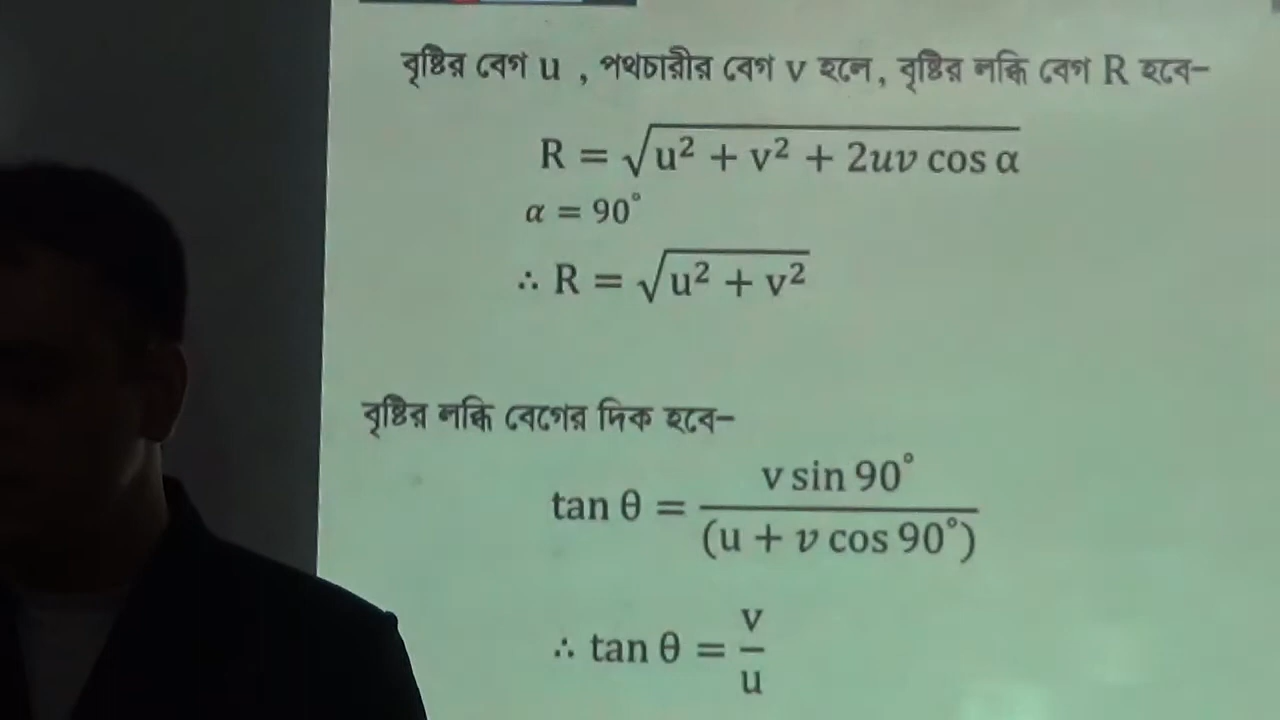 বৃষ্টির বেগ u , পথচারীর বেগ v হলে, বৃষ্টির লব্ধি বেগ R হবে–
R = √(u² + v² + 2uv cos α)
α = 90°
∴ R = √(u² + v²)
বৃষ্টির লব্ধি বেগের দিক হবে–
tan θ = v sin 90° / (u + v cos 90°)
∴ tan θ = v / u